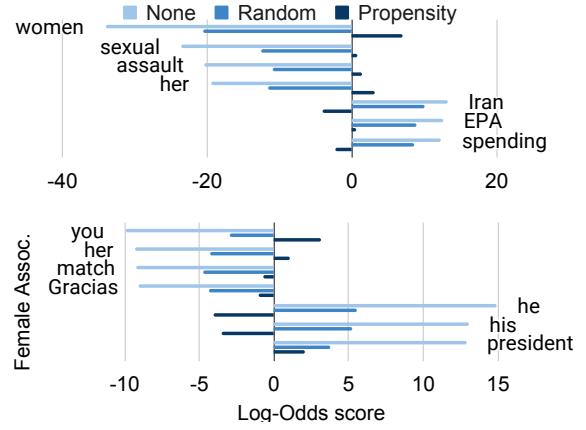 None Random Propensity
women
sexual
assault
her
Iran
EPA
spending
-40 -20 0 20
Female Assoc.
you
her
match
Gracias
he
his
president
-10 -5 0 5 10 15
Log-Odds score